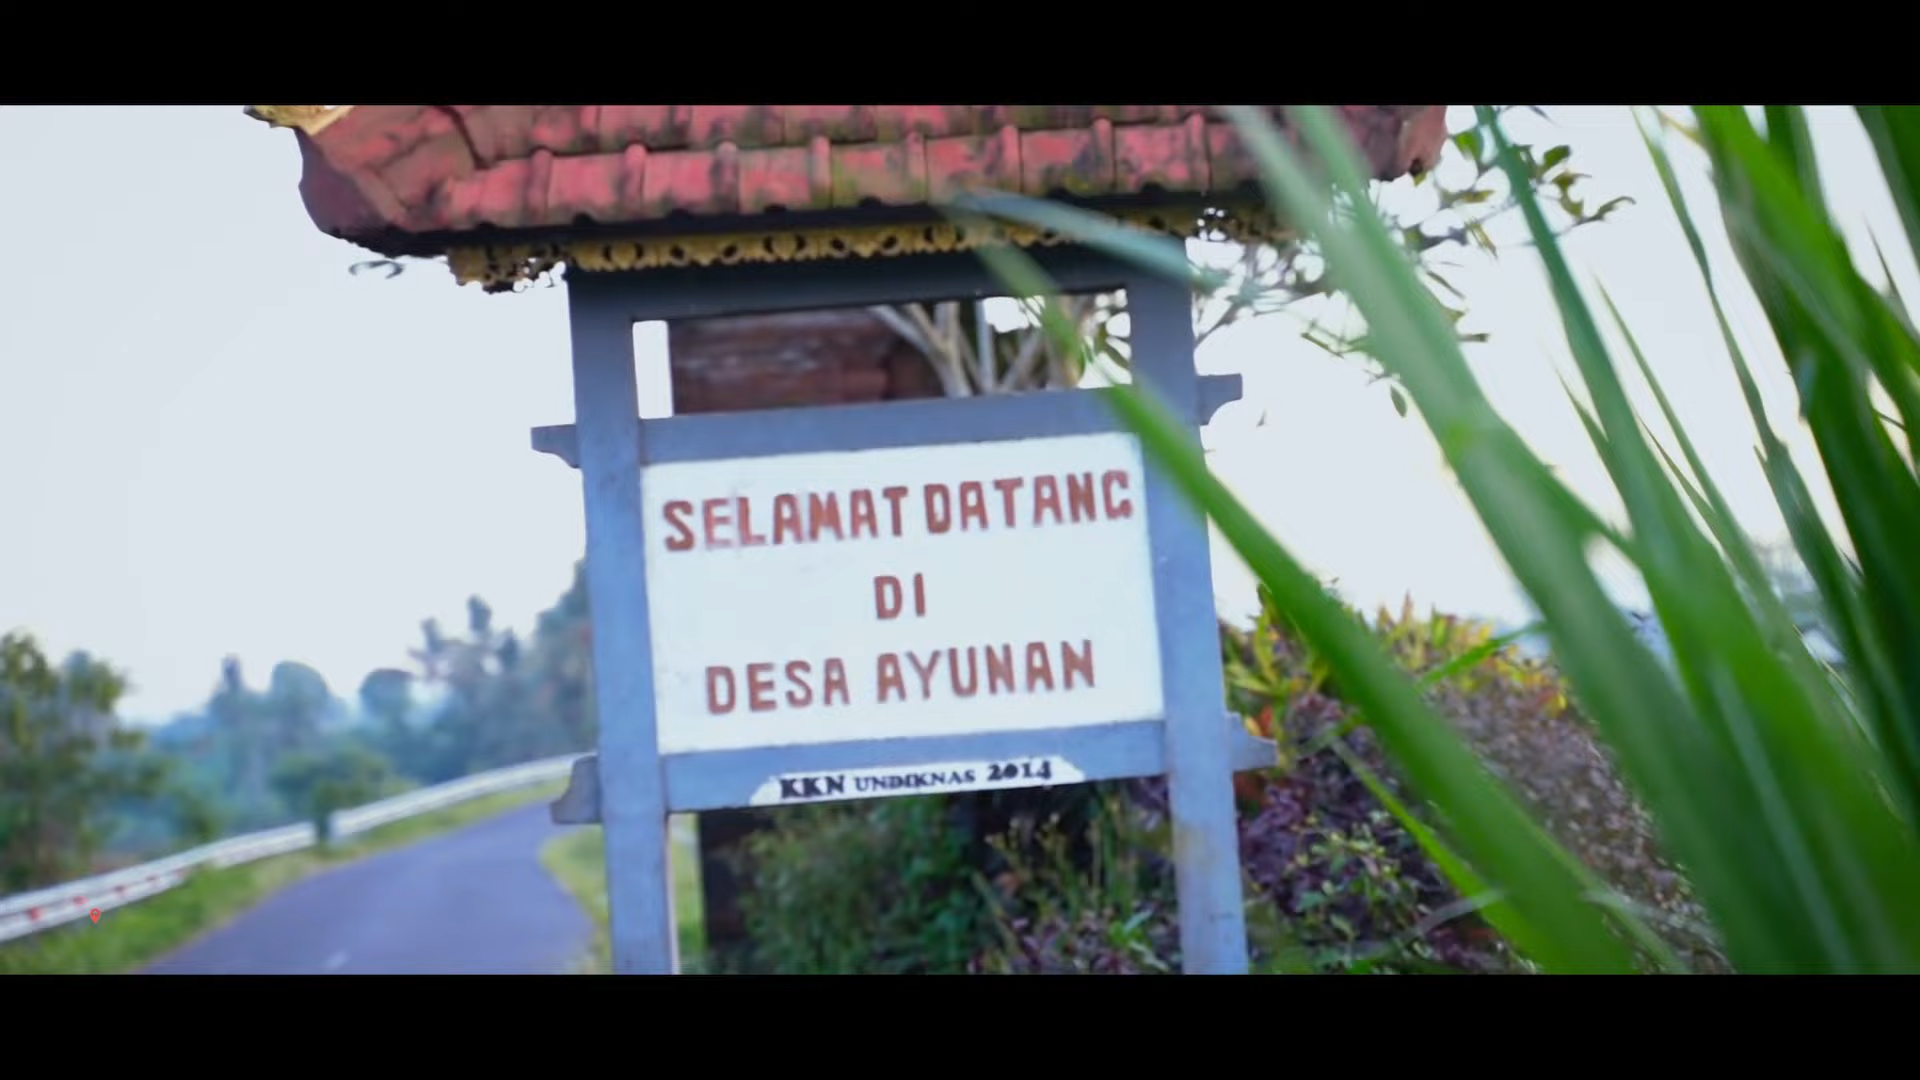 SELAMAT DATANG
DI
DESA AYUNAN
KKN UNDIKNAS 2014